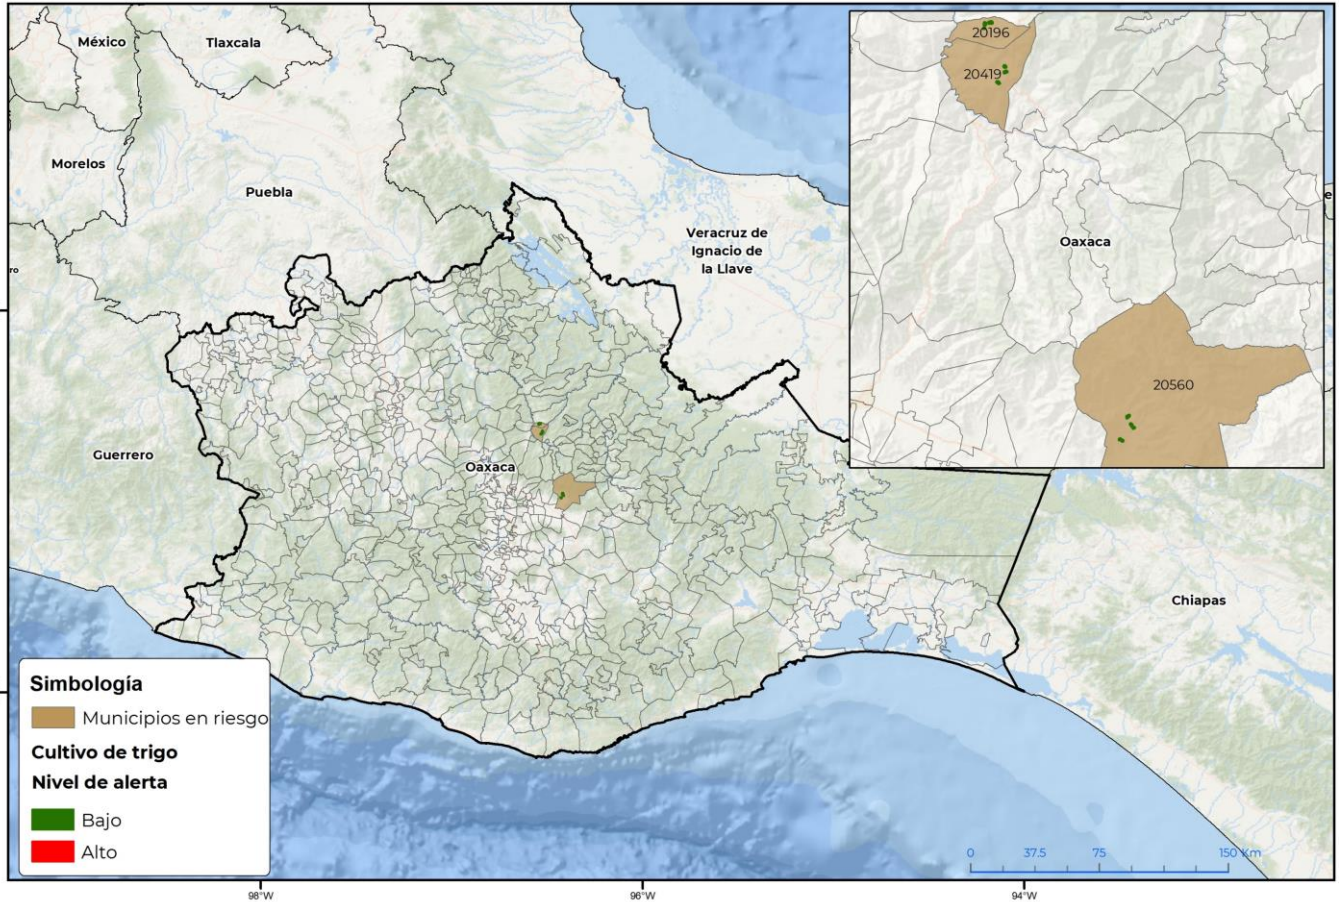 México
Tlaxcala
Morelos
Puebla
Veracruz de
Ignacio de
la Llave
ro
Guerrero
Oaxaca
Chiapas
e
20196
20419
Oaxaca
20560
Simbología
Municipios en riesgo
Cultivo de trigo
Nivel de alerta
Bajo
Alto
0 37.5 75 150 Km
98°W 96°W 94°W